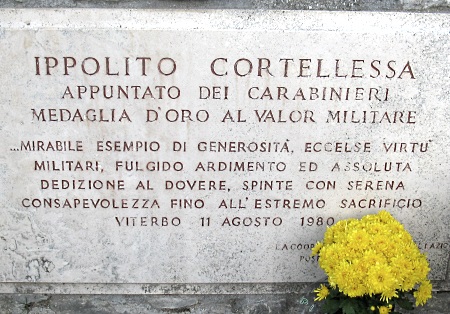 IPPOLITO CORTELLESSA
APPUNTATO DEI CARABINIERI
MEDAGLIA D'ORO AL VALOR MILITARE
...MIRABILE ESEMPIO DI GENEROSITÀ, ECCELSE VIRTU'
MILITARI, FULGIDO ARDIMENTO ED ASSOLUTA
DEDIZIONE AL DOVERE, SPINTE CON SERENA
CONSAPEVOLEZZA FINO ALL'ESTREMO SACRIFICIO
VITERBO 11 AGOSTO 1980
LA